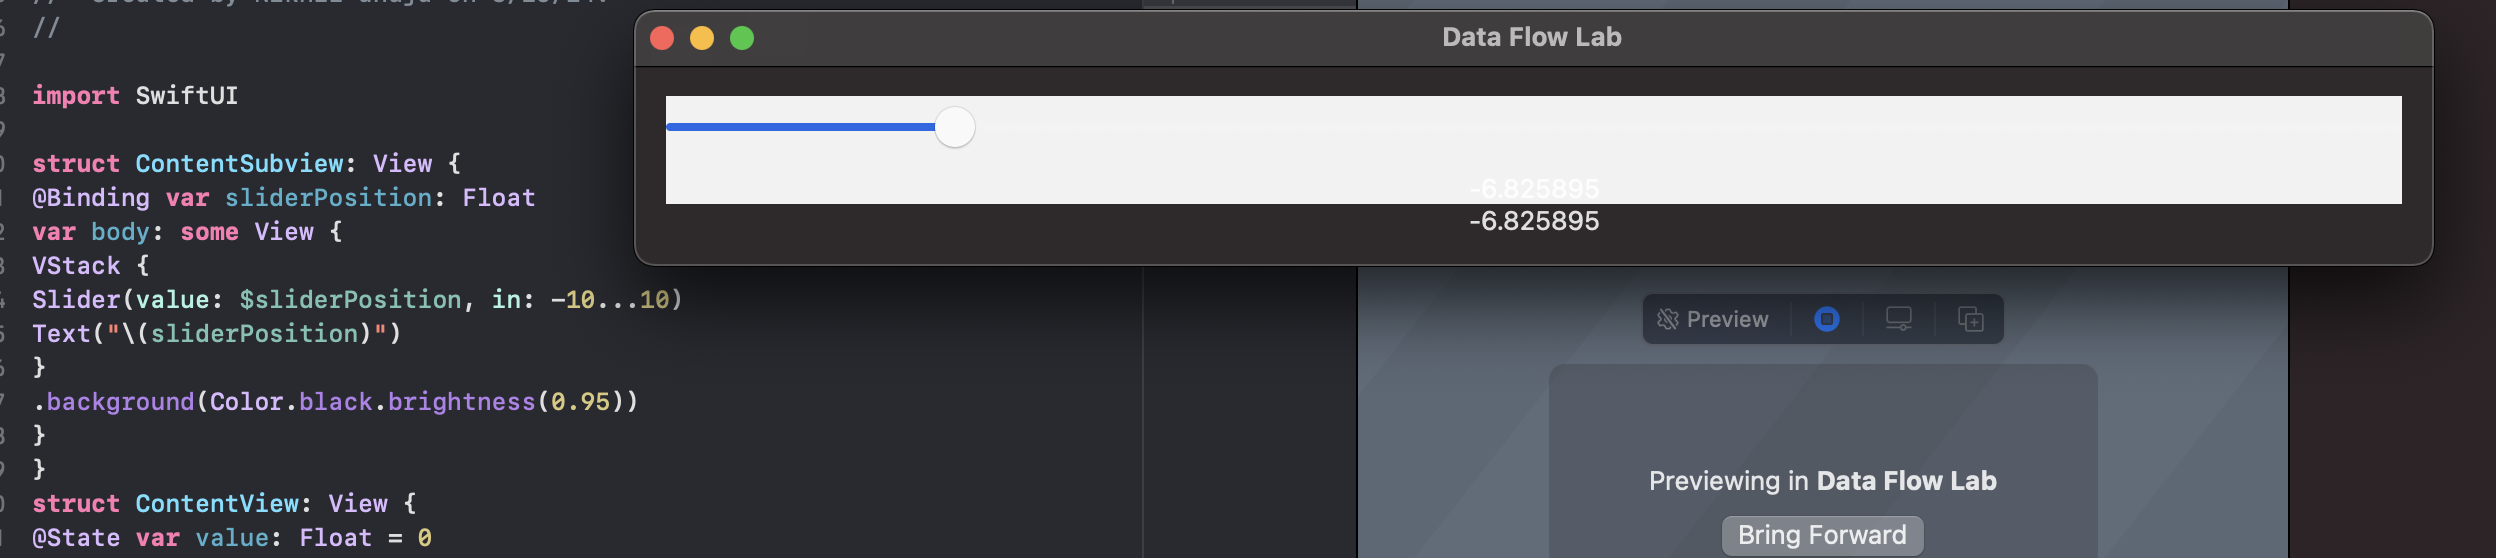 //
import SwiftUI
struct ContentSubview: View {
@Binding var sliderPosition: Float
var body: some View {
VStack {
Slider(value: $sliderPosition, in: -10...10)
Text("\(sliderPosition)")
}
.background(Color.black.brightness(0.95))
}
}
struct ContentView: View {
@State var value: Float = 0
Data Flow Lab
-6.825895
-6.825895
Preview
Previewing in Data Flow Lab
Bring Forward